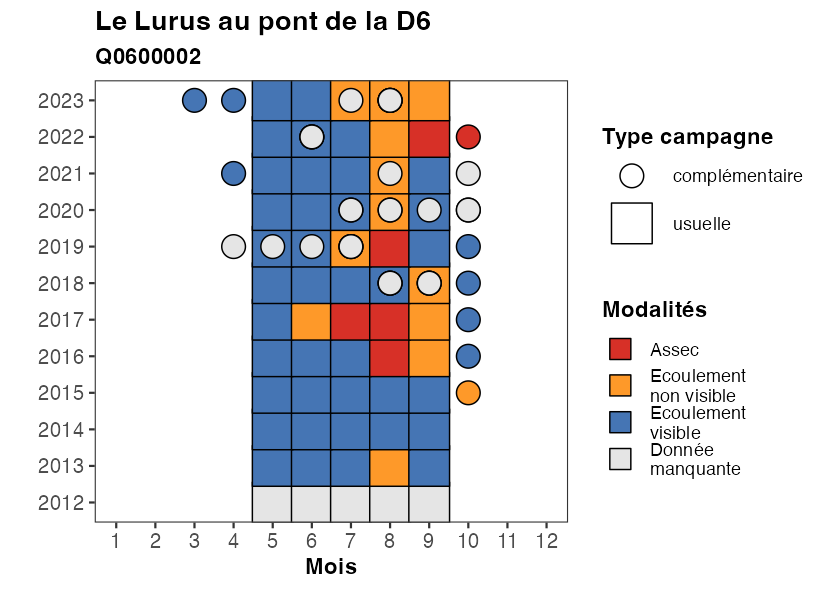 Le Lurus au pont de la D6
Q0600002
2023
2022
2021
2020
2019
2018
2017
2016
2015
2014
2013
2012
1 2 3 4 5 6 7 8 9 10 11 12
Mois
Type campagne
complémentaire
usuelle
Modalités
Assec
Ecoulement
non visible
Ecoulement
visible
Donnée
manquante